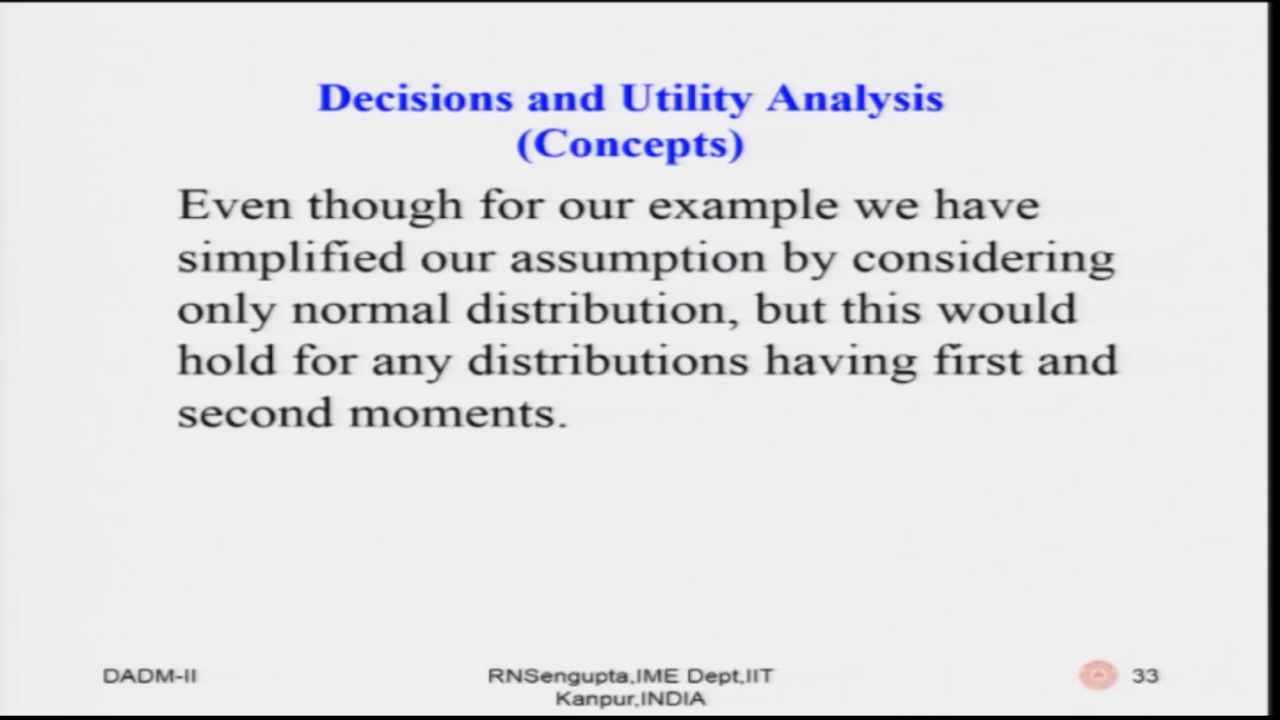 Decisions and Utility Analysis
(Concepts)
Even though for our example we have
simplified our assumption by considering
only normal distribution, but this would
hold for any distributions having first and
second moments.
DADM-II
RNSengupta,IME Dept,IIT
Kanpur,INDIA
33